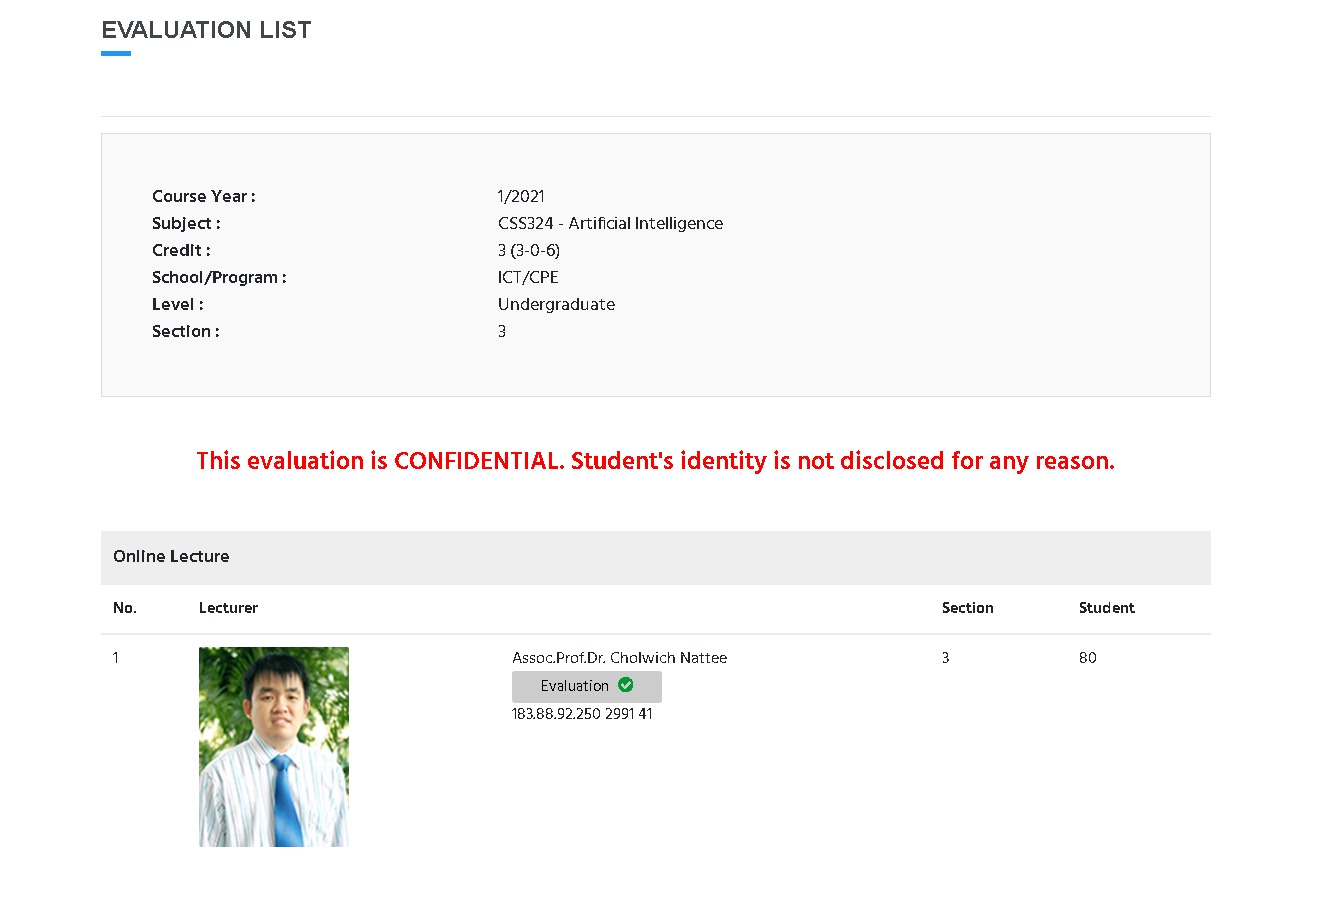 EVALUATION LIST
Course Year : 1/2021
Subject : CSS324 - Artificial Intelligence
Credit : 3 (3-0-6)
School/Program : ICT/CPE
Level : Undergraduate
Section : 3
This evaluation is CONFIDENTIAL. Student's identity is not disclosed for any reason.
Online Lecture
No. Lecturer Section Student
1 Assoc.Prof.Dr. Cholwich Nattee 3 80
Evaluation
183.88.92.250 2991 41